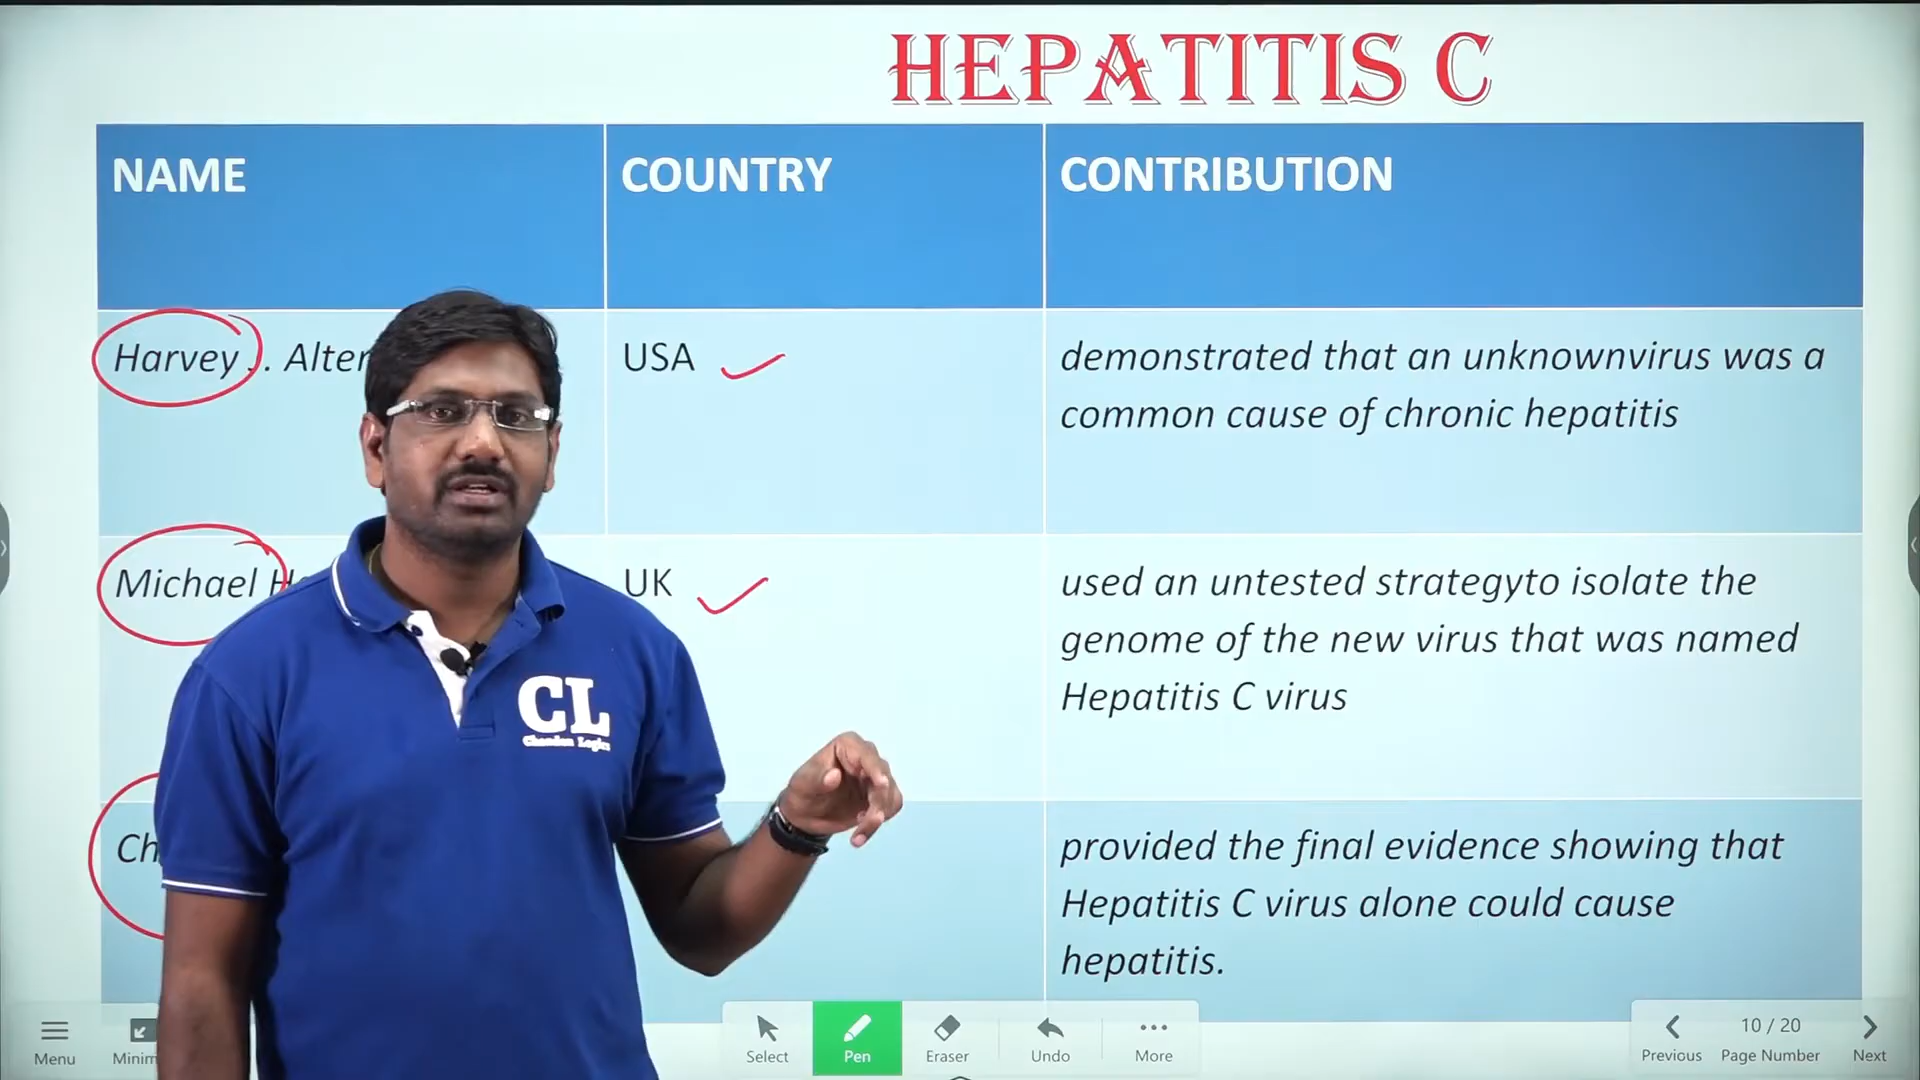 HEPATITIS C
NAME
COUNTRY
CONTRIBUTION
Harvey J. Alter
USA
demonstrated that an unknownvirus was a
common cause of chronic hepatitis
Michael
UK
used an untested strategyto isolate the
genome of the new virus that was named
Hepatitis C virus
Ch
provided the final evidence showing that
Hepatitis C virus alone could cause
hepatitis.
CL
Menu
Minim
Select
Pen
Eraser
Undo
More
10 / 20
Previous
Page Number
Next